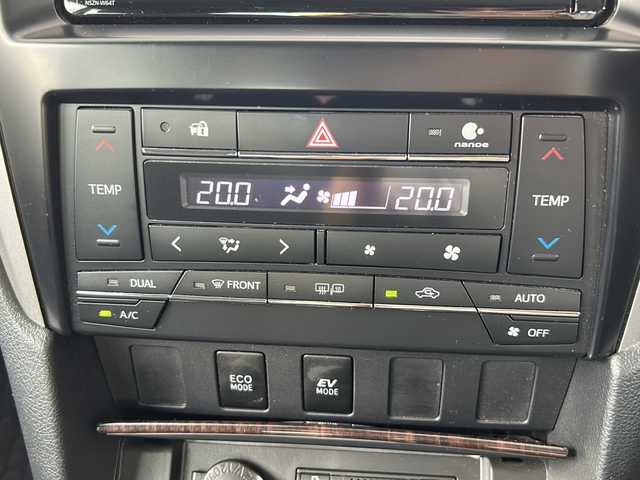 NSZN-W64T
nanoe
TEMP
20.0 20.0
TEMP
DUAL
FRONT
AUTO
A/C
OFF
ECO
MODE
EV
MODE